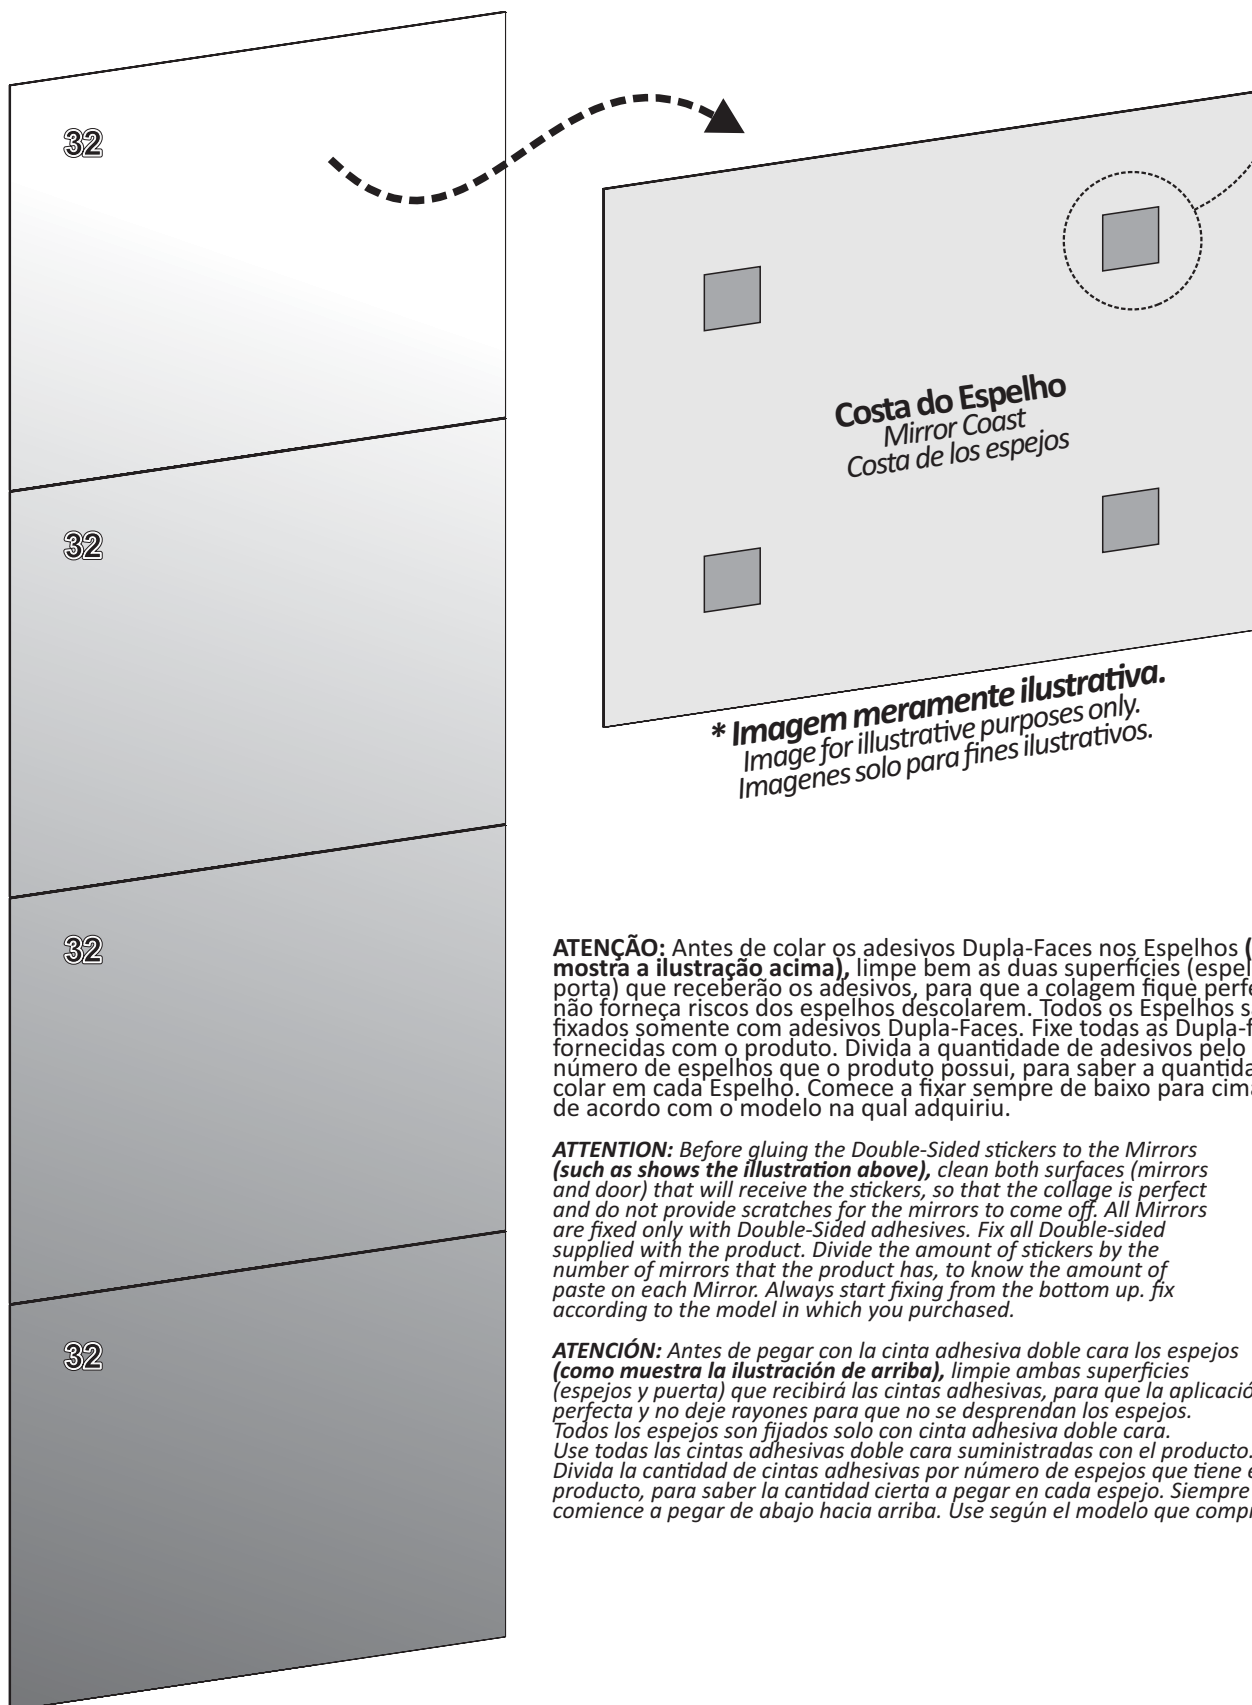 32
Costa do Espelho
Mirror Coast
Costa de los espejos
* Imagem meramente ilustrativa.
Image for illustrative purposes only.
Imagenes solo para fines ilustrativos.
32
32
32
ATENÇÃO: Antes de colar os adesivos Dupla-Faces nos Espelhos (
mostra a ilustração acima), limpe bem as duas superfícies (espel
porta) que receberão os adesivos, para que a colagem fique perfe
não forneça riscos dos espelhos descolarem. Todos os Espelhos s
fixados somente com adesivos Dupla-Faces. Fixe todas as Dupla-f
fornecidas com o produto. Divida a quantidade de adesivos pelo
número de espelhos que o produto possui, para saber a quantida
colar em cada Espelho. Comece a fixar sempre de baixo para cima
de acordo com o modelo na qual adquiriu.
ATTENTION: Before gluing the Double-Sided stickers to the Mirrors
(such as shows the illustration above), clean both surfaces (mirrors
and door) that will receive the stickers, so that the collage is perfect
and do not provide scratches for the mirrors to come off. All Mirrors
are fixed only with Double-Sided adhesives. Fix all Double-sided
supplied with the product. Divide the amount of stickers by the
number of mirrors that the product has, to know the amount of
paste on each Mirror. Always start fixing from the bottom up. fix
according to the model in which you purchased.
ATENCIÓN: Antes de pegar con la cinta adhesiva doble cara los espejos
(como muestra la ilustración de arriba), limpie ambas superficies
(espejos y puerta) que recibirá las cintas adhesivas, para que la aplicació
perfecta y no deje rayones para que no se desprendan los espejos.
Todos los espejos son fijados solo con cinta adhesiva doble cara.
Use todas las cintas adhesivas doble cara suministradas con el producto.
Divida la cantidad de cintas adhesivas por número de espejos que tiene e
producto, para saber la cantidad cierta a pegar en cada espejo. Siempre
comience a pegar de abajo hacia arriba. Use según el modelo que compr